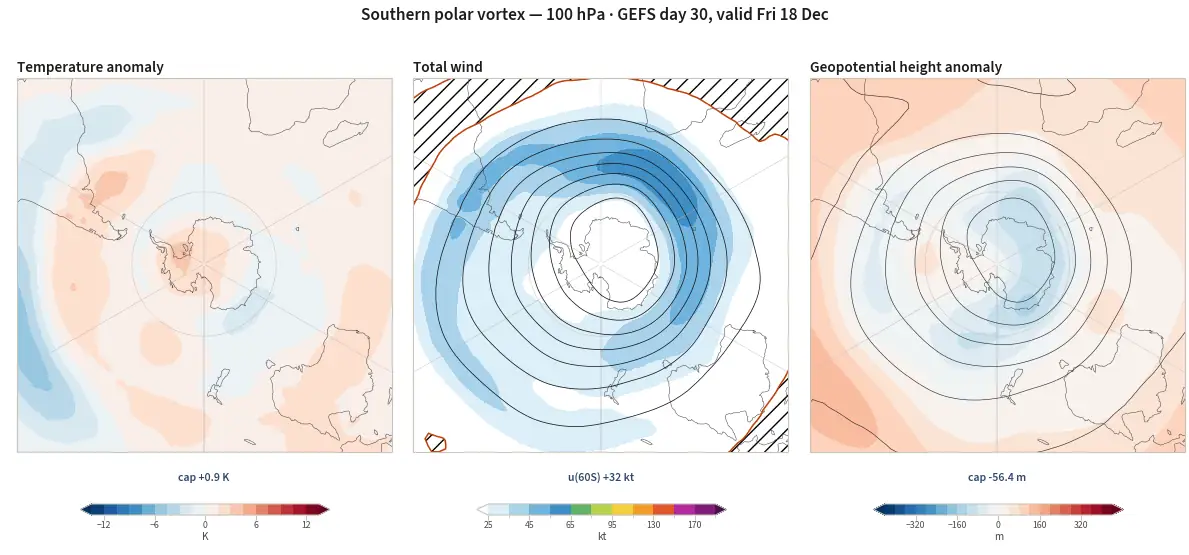 Southern polar vortex — 100 hPa · GEFS day 30, valid Fri 18 Dec
Temperature anomaly
Total wind
Geopotential height anomaly
cap +0.9 K
u(60S) +32 kt
cap -56.4 m
−12 −6 0 6 12
K
25 45 65 95 130 170
kt
−320 −160 0 160 320
m